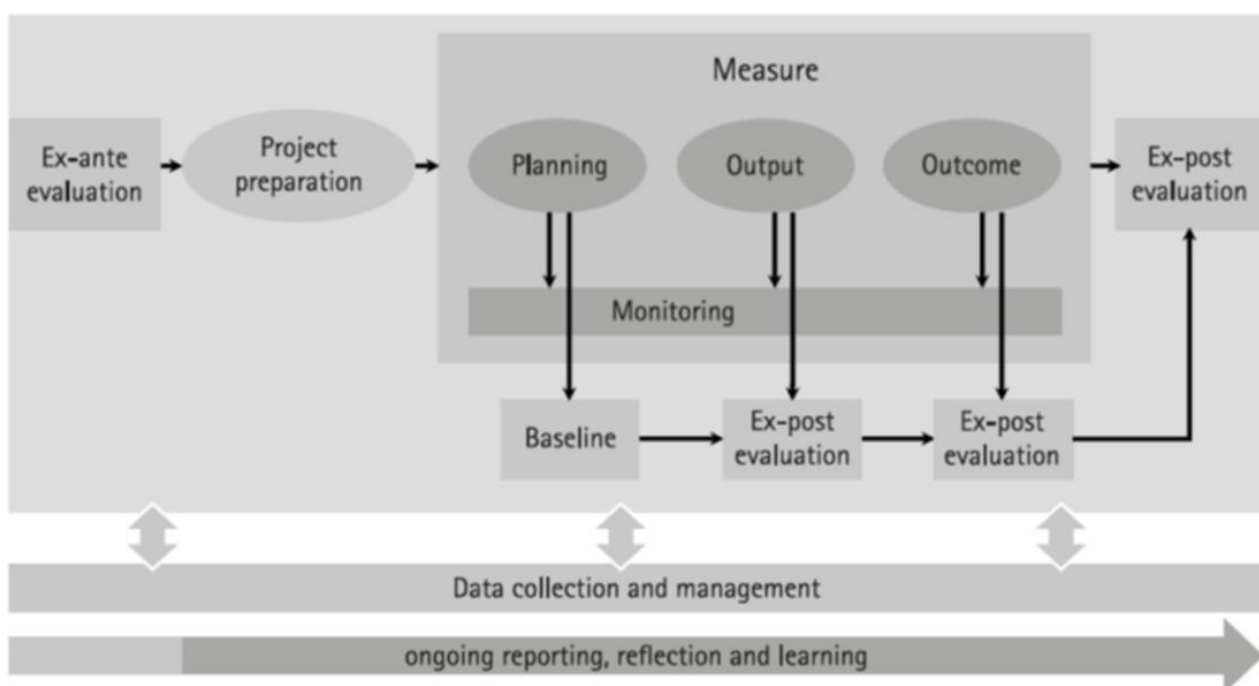 Measure
Ex-ante
evaluation
Project
preparation
Planning
Output
Outcome
Ex-post
evaluation
Monitoring
Baseline
Ex-post
evaluation
Ex-post
evaluation
Data collection and management
ongoing reporting, reflection and learning